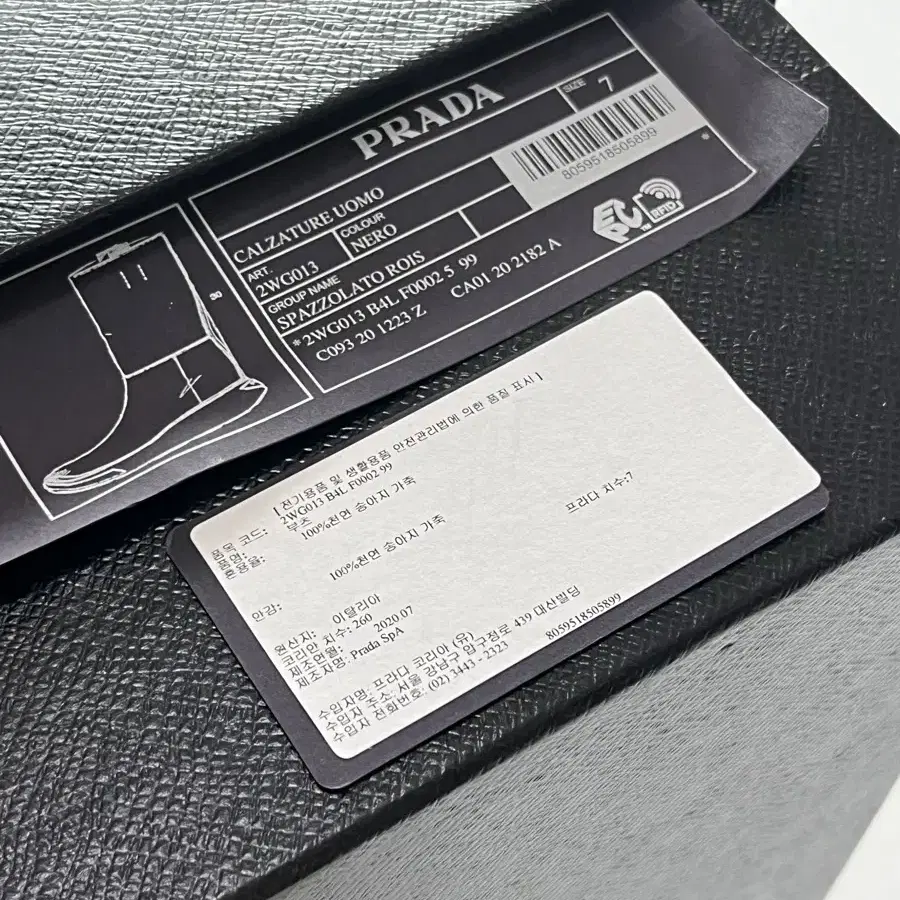 PRADA
SIZE
7
8059518505899
CALZATURE UOMO
ART.
2WG013
COLOUR
NERO
GROUP NAME
SPAZZOLATO ROIS
* 2WG013 B4L F0002 5 99
C093 20 1223 Z CA01 20 2182 A
EPC
TM
RFID
[ 전기용품 및 생활용품 안전관리법에 의한 품질 표시 ]
품목 코드: 2WG013 B4L F0002 99
품목명: 부츠
혼용율: 100%천연 송아지 가죽
프라다 치수:7
안감: 100%천연 송아지 가죽
원산지: 이탈리아
코리안 치수: 260
제조연월: 2020.07
제조자명: Prada SpA
수입자명: 프라다 코리아 (유)
수입자 주소: 서울 강남구 압구정로 439 대신빌딩
수입자 전화번호: (02) 3443 - 2323
8059518505899